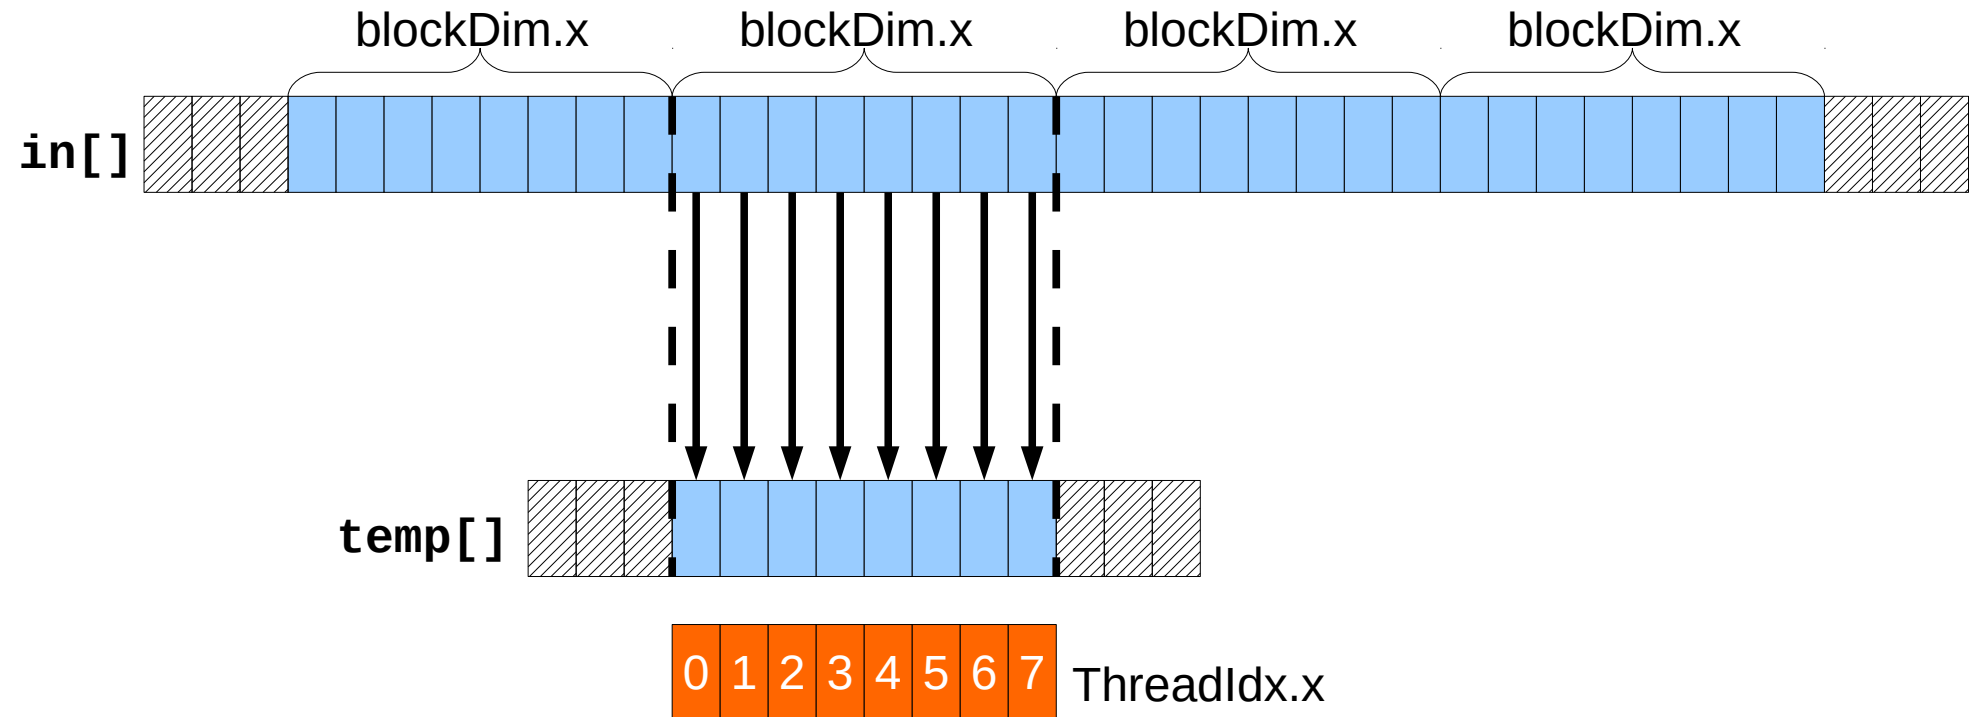 blockDim.x blockDim.x blockDim.x blockDim.x
in[]
temp[]
0 1 2 3 4 5 6 7 ThreadIdx.x